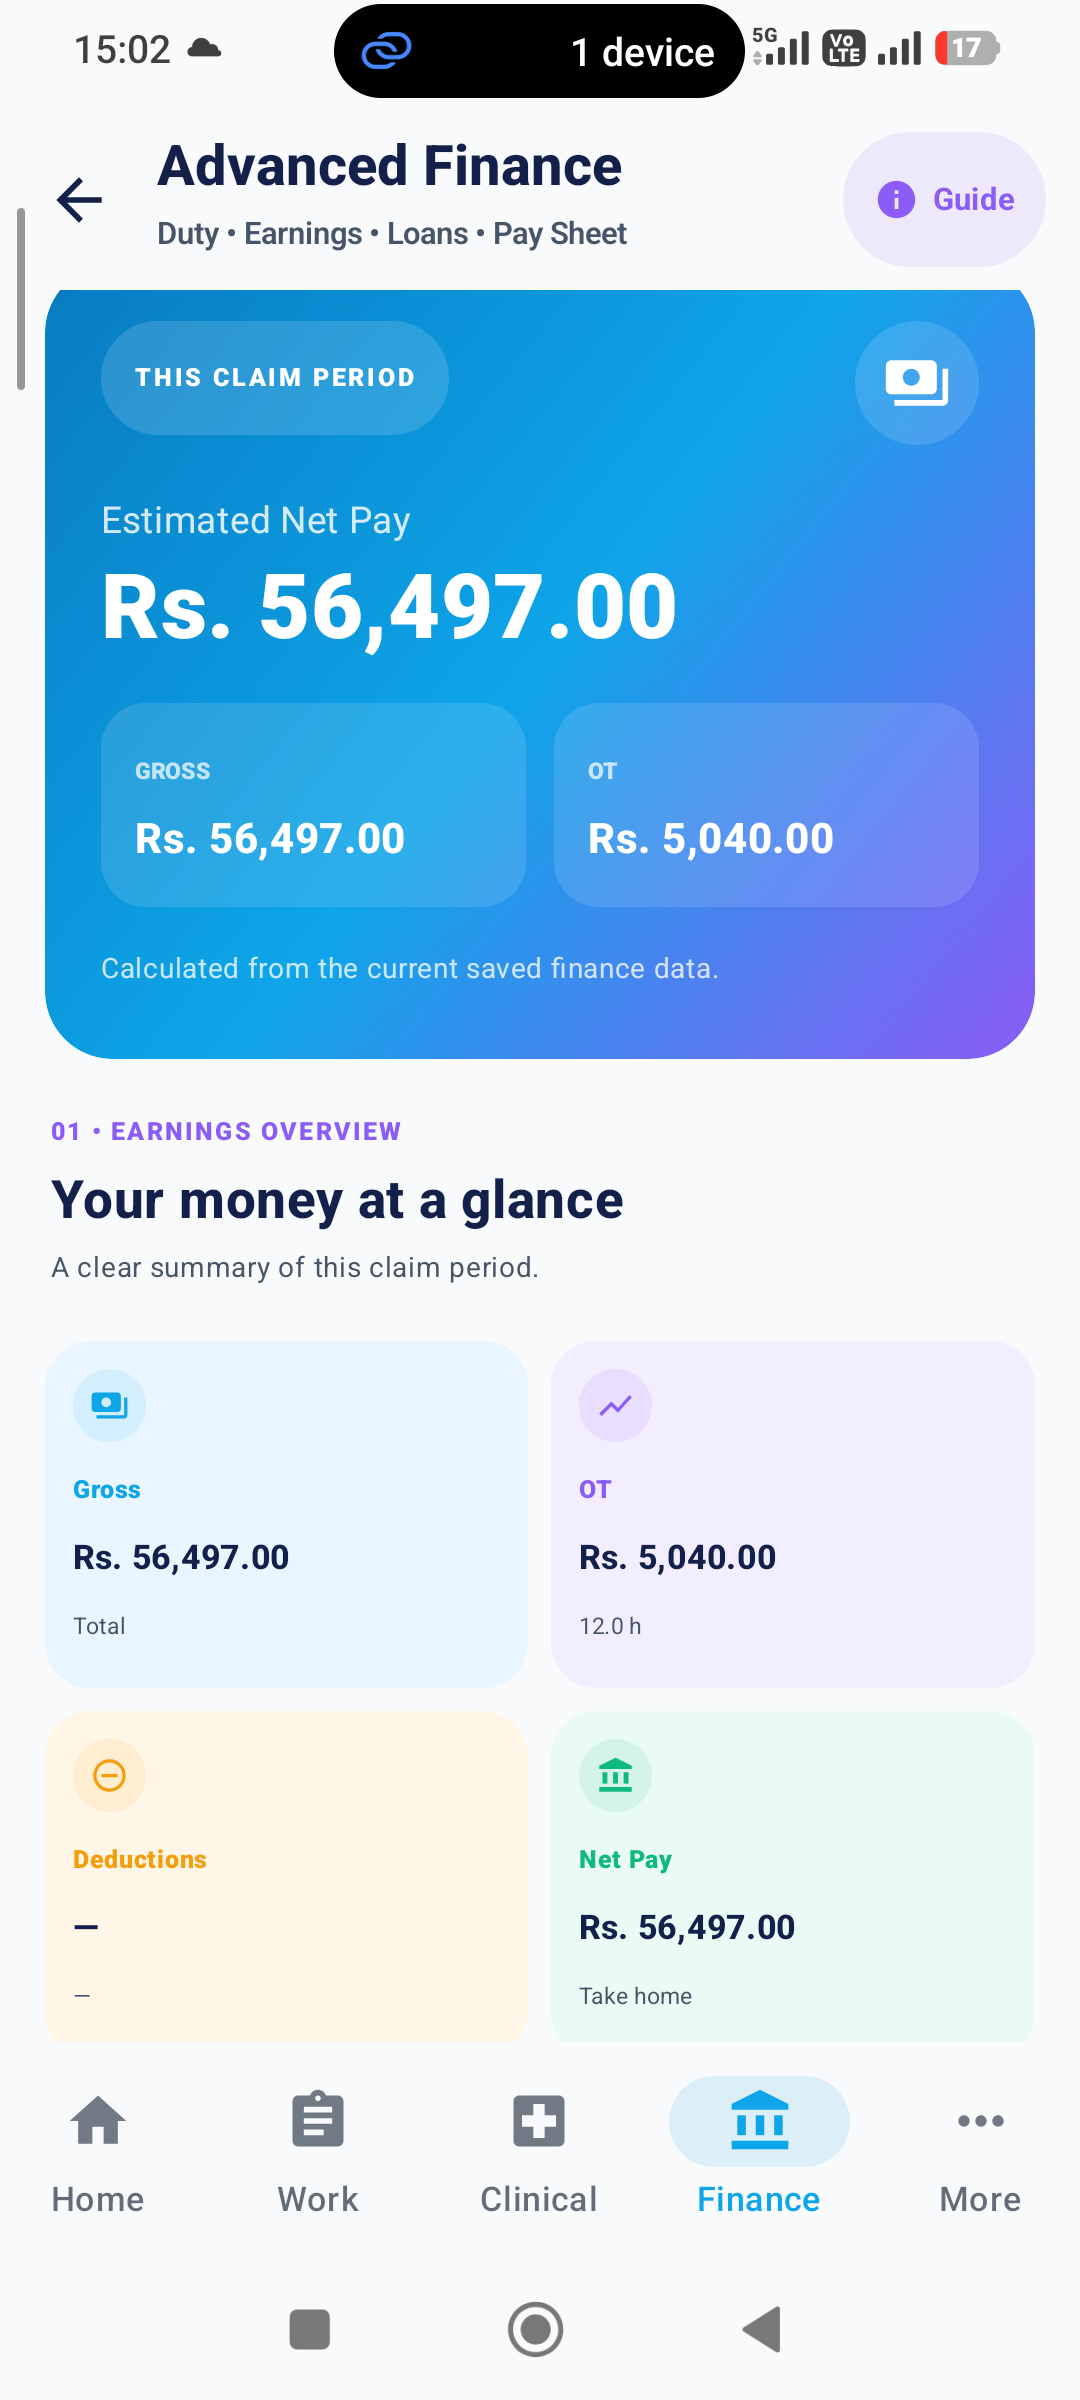 15:02
1 device
5G
Vo
LTE
17
Advanced Finance
Duty • Earnings • Loans • Pay Sheet
Guide
THIS CLAIM PERIOD
Estimated Net Pay
Rs. 56,497.00
GROSS
Rs. 56,497.00
OT
Rs. 5,040.00
Calculated from the current saved finance data.
01 • EARNINGS OVERVIEW
Your money at a glance
A clear summary of this claim period.
Gross
Rs. 56,497.00
Total
OT
Rs. 5,040.00
12.0 h
Deductions
—
—
Net Pay
Rs. 56,497.00
Take home
Home
Work
Clinical
Finance
More